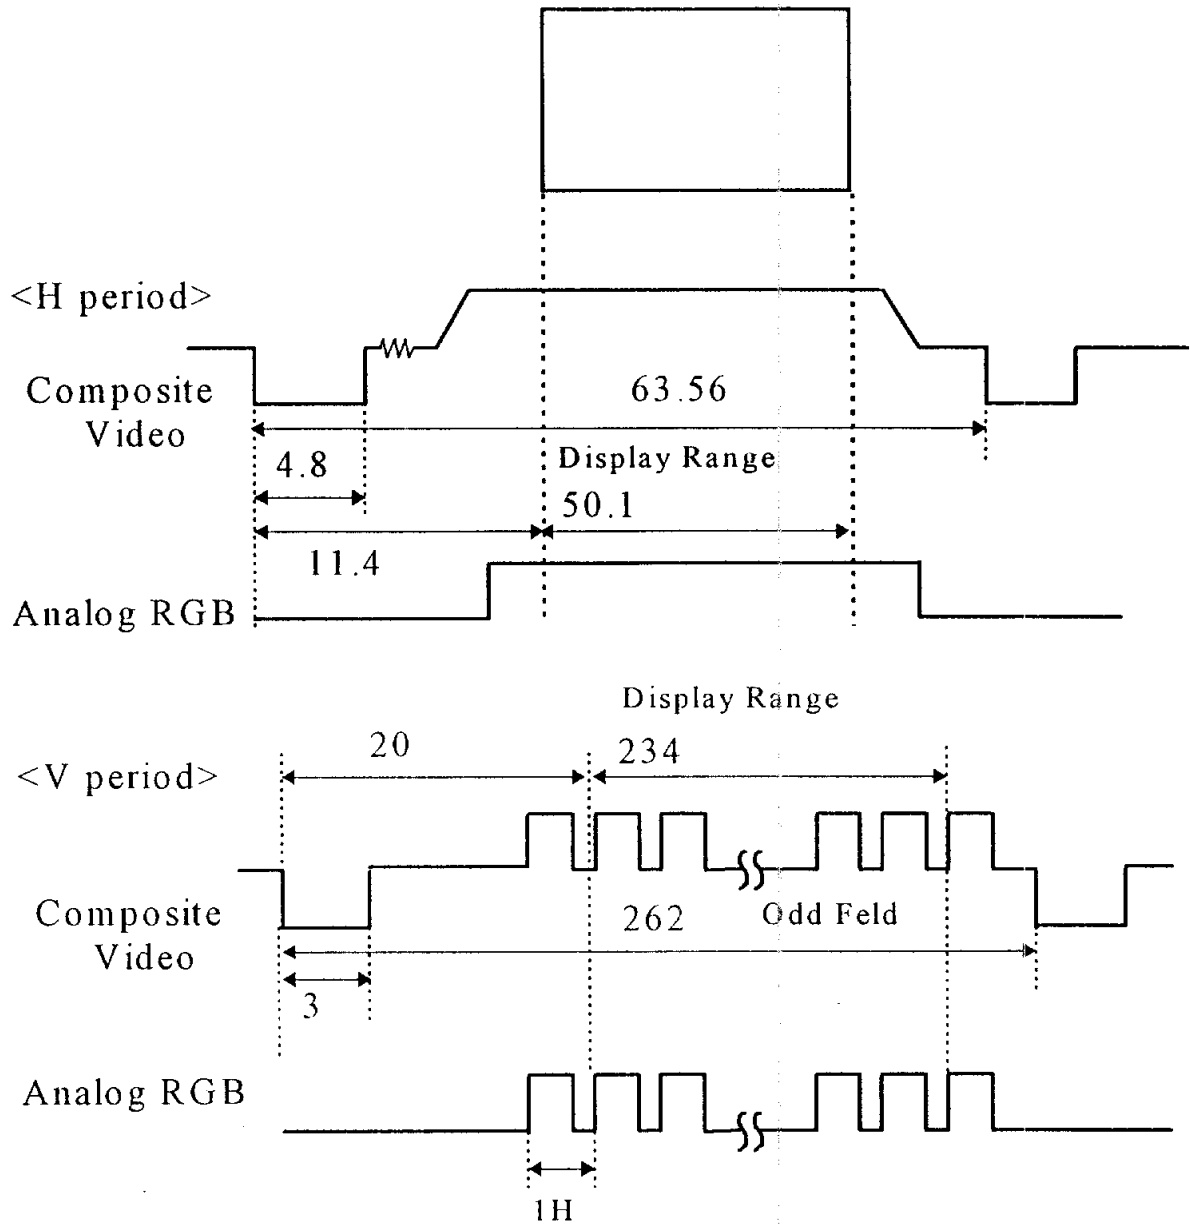 <H period>
Composite
Video
63.56
4.8
Display Range
50.1
11.4
Analog RGB
Display Range
20
234
<V period>
Composite
Video
262
Odd Feld
3
Analog RGB
1H